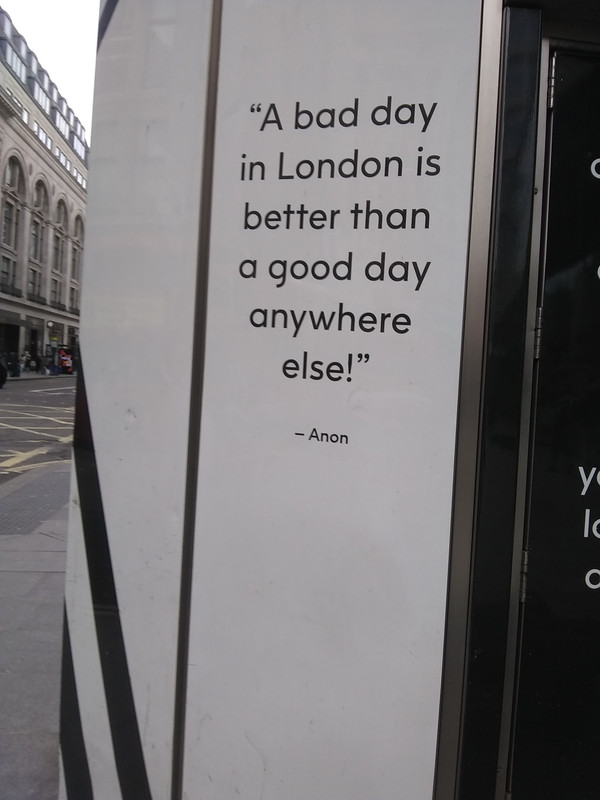 “A bad day
in London is
better than
a good day
anywhere
else!”
– Anon